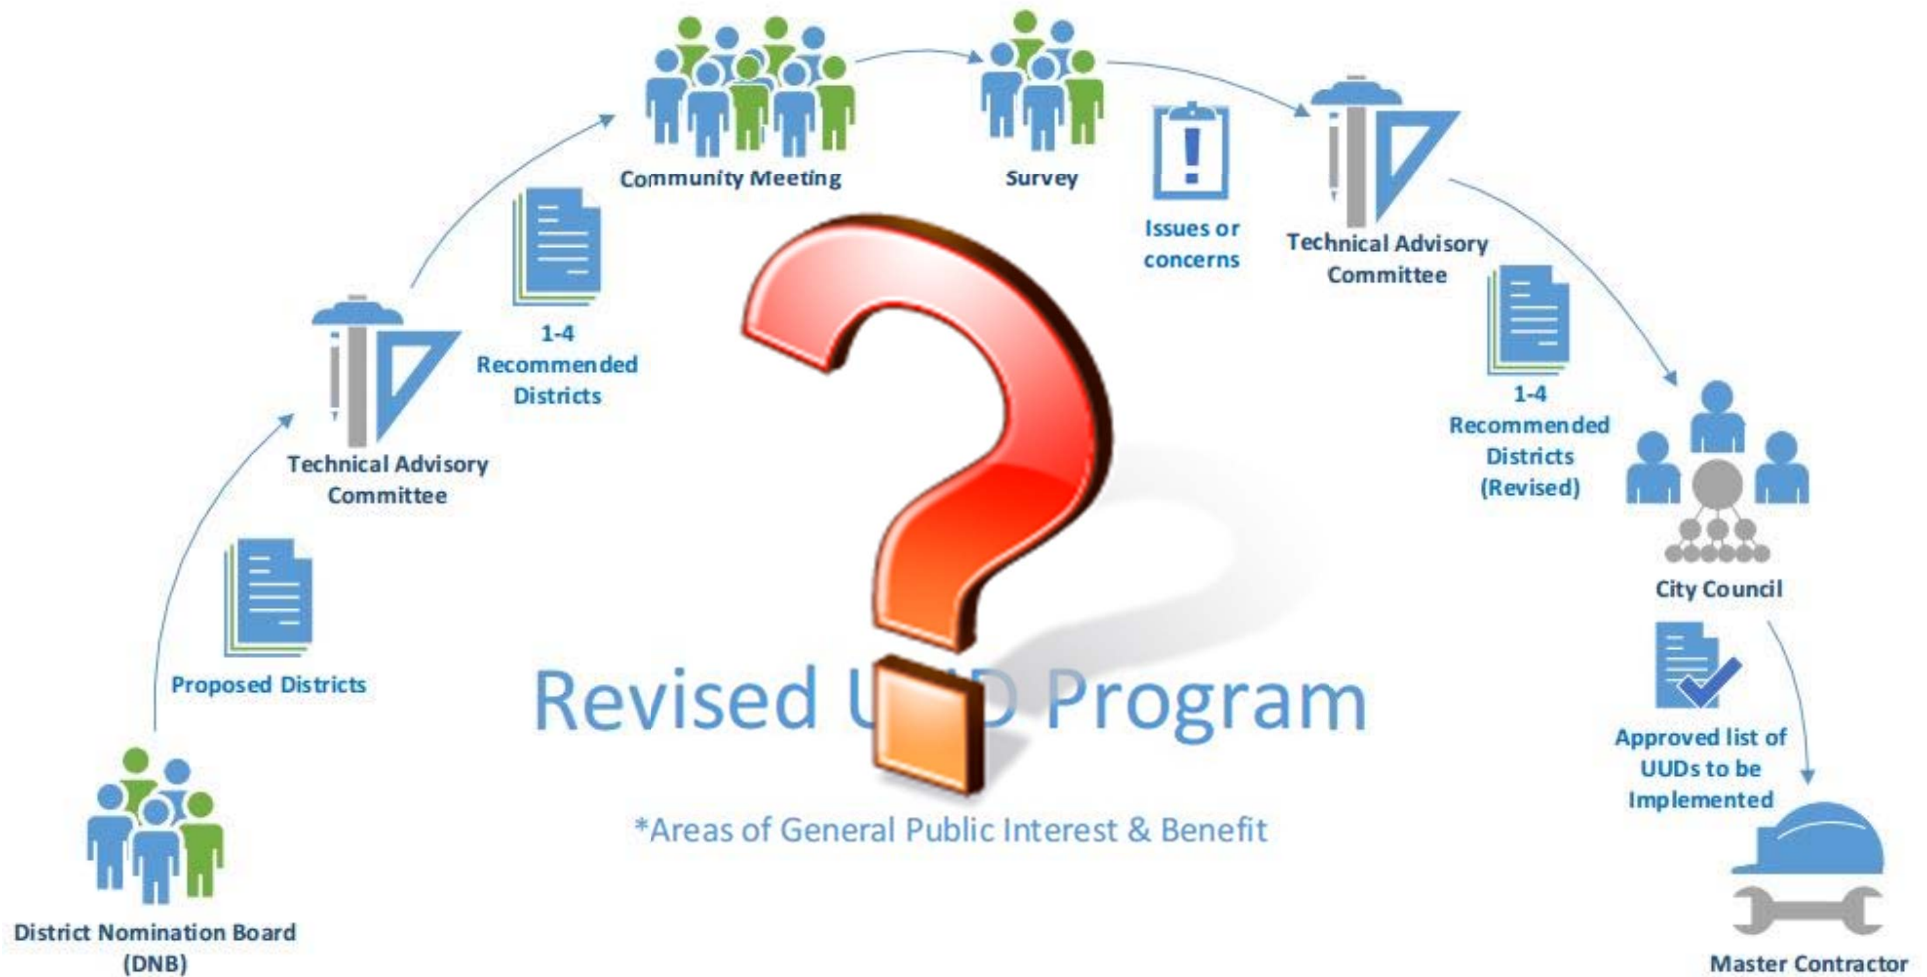 District Nomination Board
(DNB)
Proposed Districts
Technical Advisory
Committee
1-4
Recommended
Districts
Community Meeting
Survey
Issues or
concerns
Technical Advisory
Committee
1-4
Recommended
Districts
(Revised)
City Council
Approved list of
UUDs to be
Implemented
Master Contractor
Revised Program
*Areas of General Public Interest & Benefit